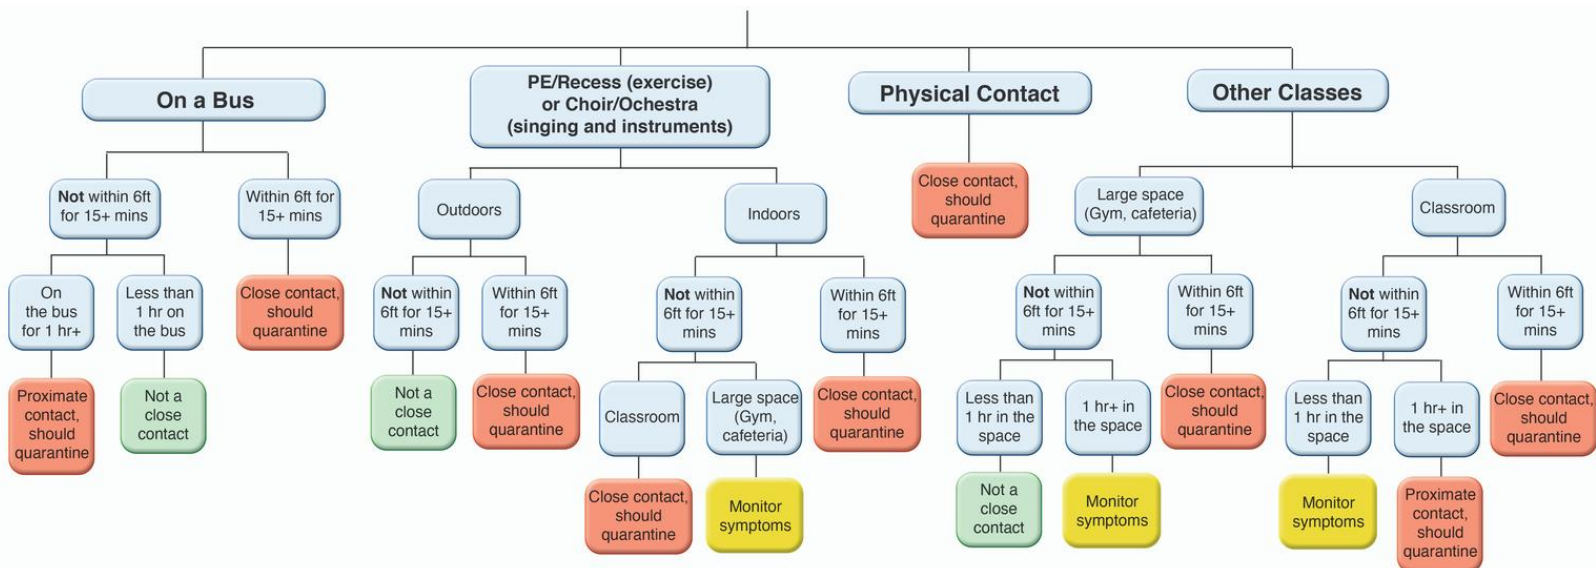 On a Bus
PE/Recess (exercise)
or Choir/Ochestra
(singing and instruments)
Physical Contact
Other Classes
Not within 6ft
for 15+ mins
Within 6ft for
15+ mins
Outdoors
Indoors
Close contact,
should
quarantine
Large space
(Gym, cafeteria)
Classroom
On
the bus
for 1 hr+
Less than
1 hr on
the bus
Close contact,
should
quarantine
Not within
6ft for 15+
mins
Within 6ft
for 15+
mins
Not within
6ft for 15+
mins
Within 6ft
for 15+
mins
Not within
6ft for 15+
mins
Within 6ft
for 15+
mins
Not within
6ft for 15+
mins
Within 6ft
for 15+
mins
Proximate
contact,
should
quarantine
Not a
close
contact
Not a
close
contact
Close contact,
should
quarantine
Classroom
Large space
(Gym,
cafeteria)
Close contact,
should
quarantine
Less than
1 hr in the
space
1 hr+ in
the space
Close contact,
should
quarantine
Less than
1 hr in the
space
1 hr+ in
the space
Close contact,
should
quarantine
Close contact,
should
quarantine
Monitor
symptoms
Not a
close
contact
Monitor
symptoms
Monitor
symptoms
Proximate
contact,
should
quarantine